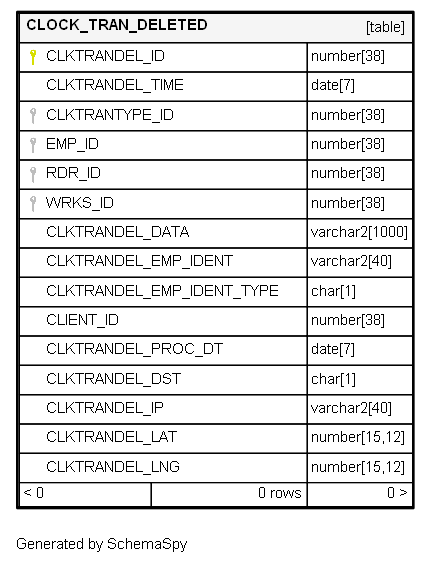 CLOCK_TRAN_DELETED [table]
CLKTRANDEL_ID number[38]
CLKTRANDEL_TIME date[7]
CLKTRANTYPE_ID number[38]
EMP_ID number[38]
RDR_ID number[38]
WRKS_ID number[38]
CLKTRANDEL_DATA varchar2[1000]
CLKTRANDEL_EMP_IDENT varchar2[40]
CLKTRANDEL_EMP_IDENT_TYPE char[1]
CLIENT_ID number[38]
CLKTRANDEL_PROC_DT date[7]
CLKTRANDEL_DST char[1]
CLKTRANDEL_IP varchar2[40]
CLKTRANDEL_LAT number[15,12]
CLKTRANDEL_LNG number[15,12]
< 0 0 rows 0 >
Generated by SchemaSpy